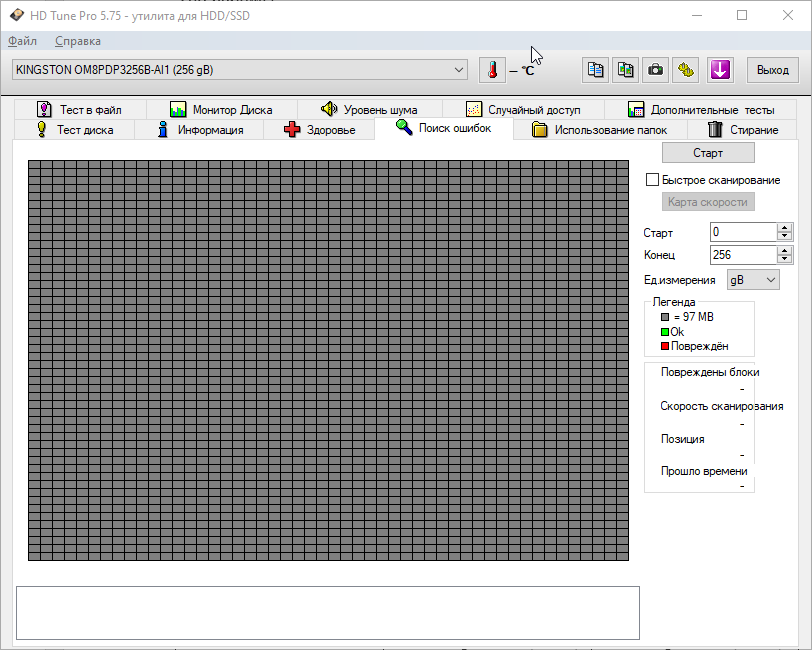 HD Tune Pro 5.75 - утилита для HDD/SSD
Файл Справка
KINGSTON OM8PDP3256B-AI1 (256 gB)
– °C
Выход
Тест в файл Монитор Диска Уровень шума Случайный доступ Дополнительные тесты
Тест диска Информация Здоровье Поиск ошибок Использование папок Стирание
Старт
Быстрое сканирование
Карта скорости
Старт 0
Конец 256
Ед.измерения gB
Легенда
= 97 MB
Ok
Повреждён
Повреждены блоки
-
Скорость сканирования
-
Позиция
-
Прошло времени
-